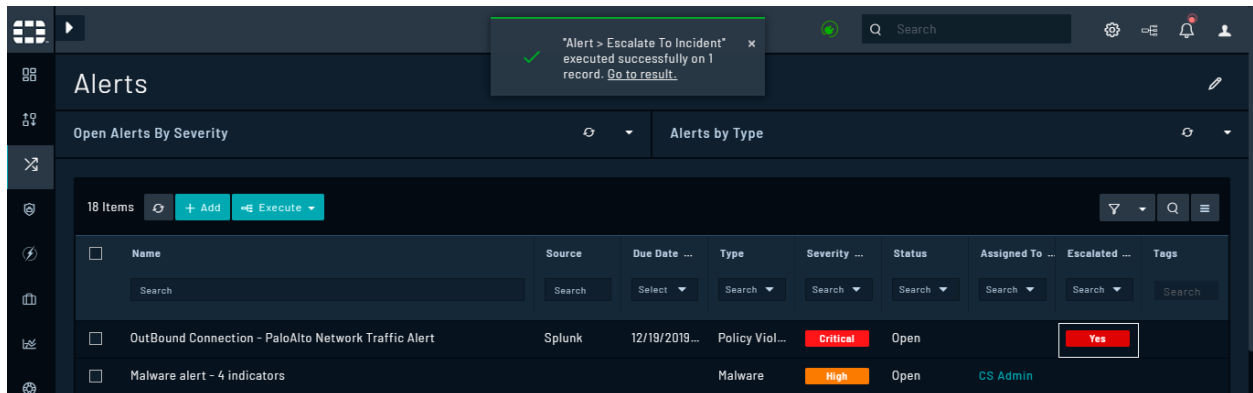 "Alert > Escalate To Incident"
executed successfully on 1
record. Go to result.
Search
Alerts
Open Alerts By Severity
Alerts by Type
18 Items
+ Add
Execute
Name Source Due Date ... Type Severity ... Status Assigned To ... Escalated ... Tags
Search Search Select Search Search Search Search Search Search
OutBound Connection - PaloAlto Network Traffic Alert Splunk 12/19/2019... Policy Viol... Critical Open Yes
Malware alert - 4 indicators Malware High Open CS Admin